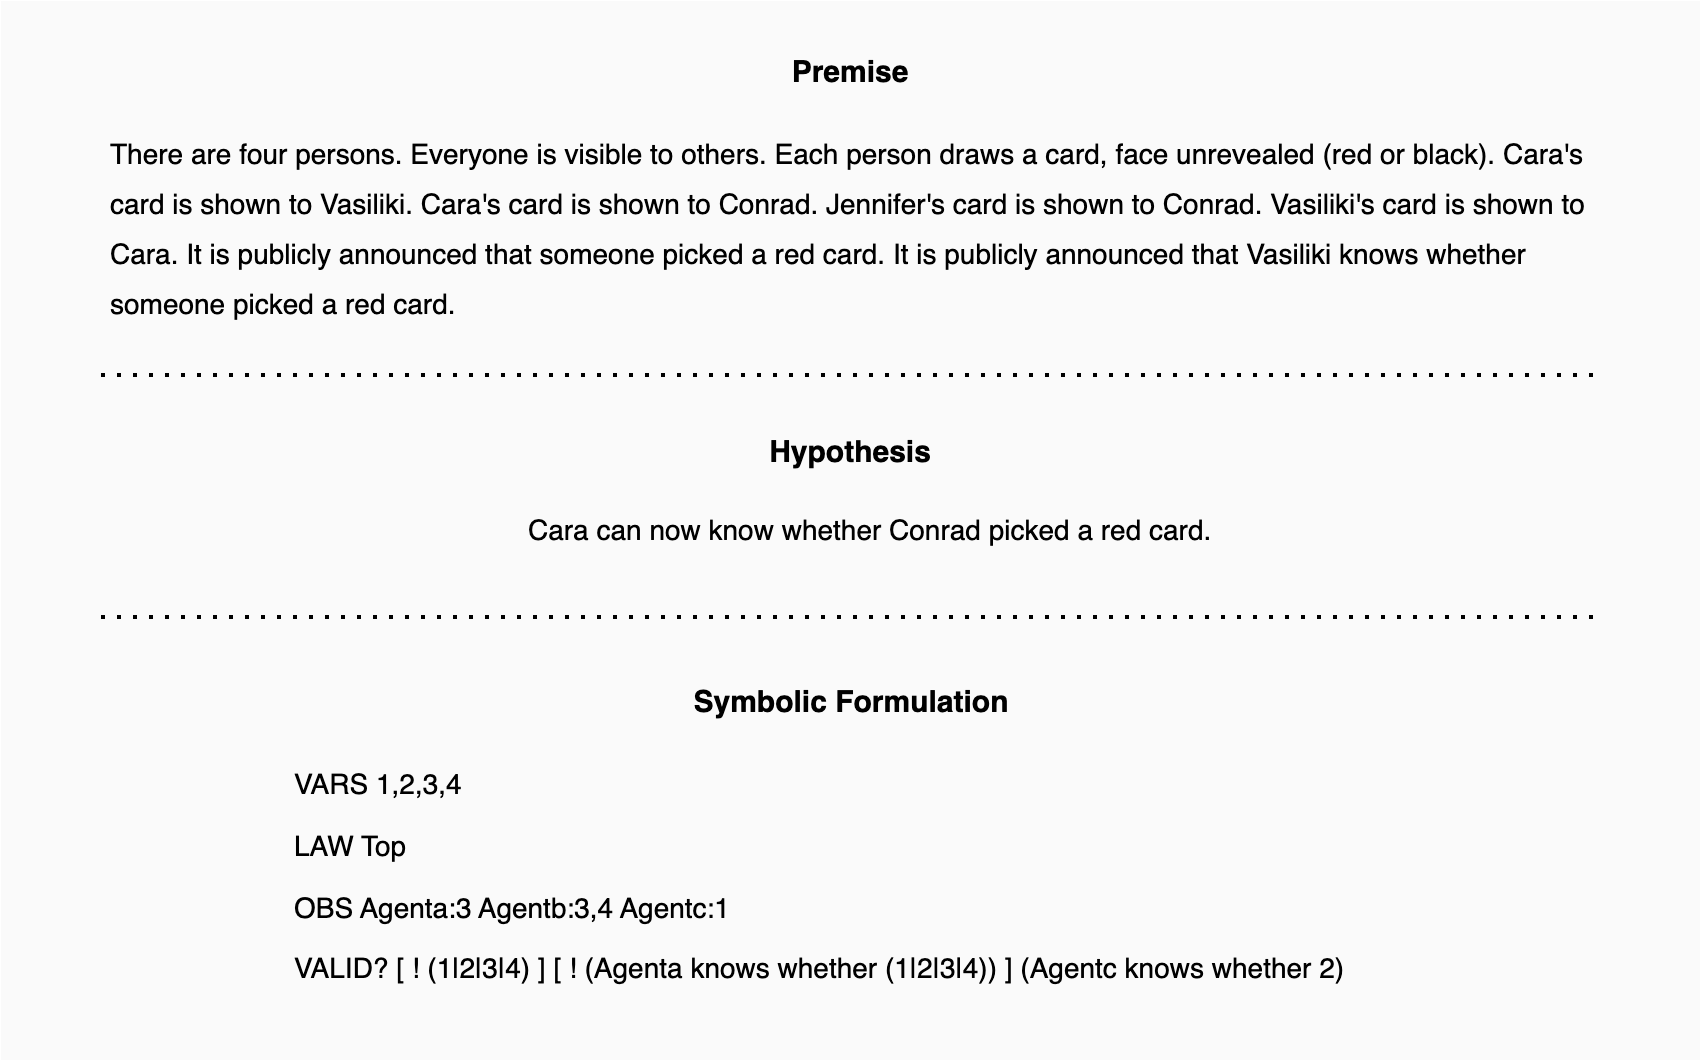 Premise
There are four persons. Everyone is visible to others. Each person draws a card, face unrevealed (red or black). Cara's
card is shown to Vasiliki. Cara's card is shown to Conrad. Jennifer's card is shown to Conrad. Vasiliki's card is shown to
Cara. It is publicly announced that someone picked a red card. It is publicly announced that Vasiliki knows whether
someone picked a red card.
Hypothesis
Cara can now know whether Conrad picked a red card.
Symbolic Formulation
VARS 1,2,3,4
LAW Top
OBS Agenta:3 Agentb:3,4 Agentc:1
VALID? [ ! (1|2|3|4) ] [ ! (Agenta knows whether (1|2|3|4)) ] (Agentc knows whether 2)